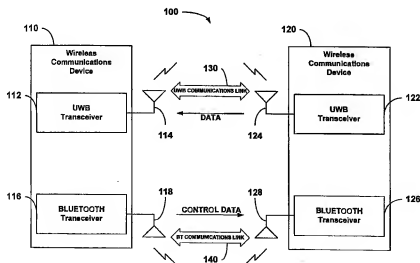 100
110
120
Wireless
Communications
Device
130
Wireless
Communications
Device
112
UWB COMMUNICATIONS LINK
122
UWB
Transceiver
UWB
Transceiver
114
DATA
124
116
118
CONTROL DATA
128
126
BLUETOOTH
Transceiver
BLUETOOTH
Transceiver
BT COMMUNICATIONS LINK
140